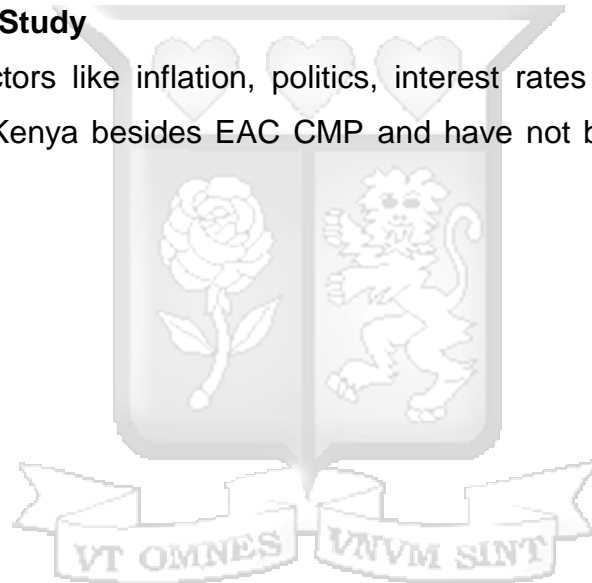 Study
ctors like inflation, politics, interest rates
Kenya besides EAC CMP and have not b
VT OMNES VNVM SINT